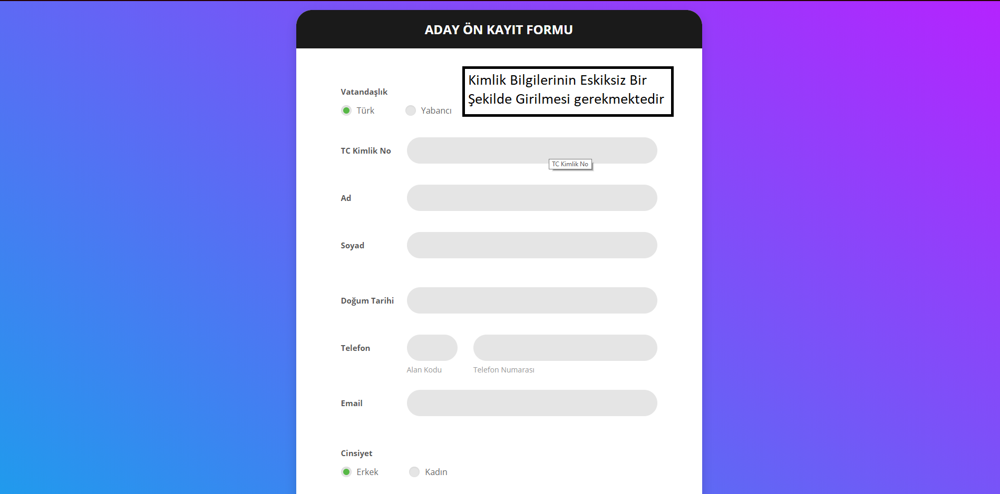 ADAY ÖN KAYIT FORMU
Kimlik Bilgilerinin Eskiksiz Bir
Şekilde Girilmesi gerekmektedir
Vatandaşlık
Türk Yabancı
TC Kimlik No
TC Kimlik No
Ad
Soyad
Doğum Tarihi
Telefon
Alan Kodu Telefon Numarası
Email
Cinsiyet
Erkek Kadın